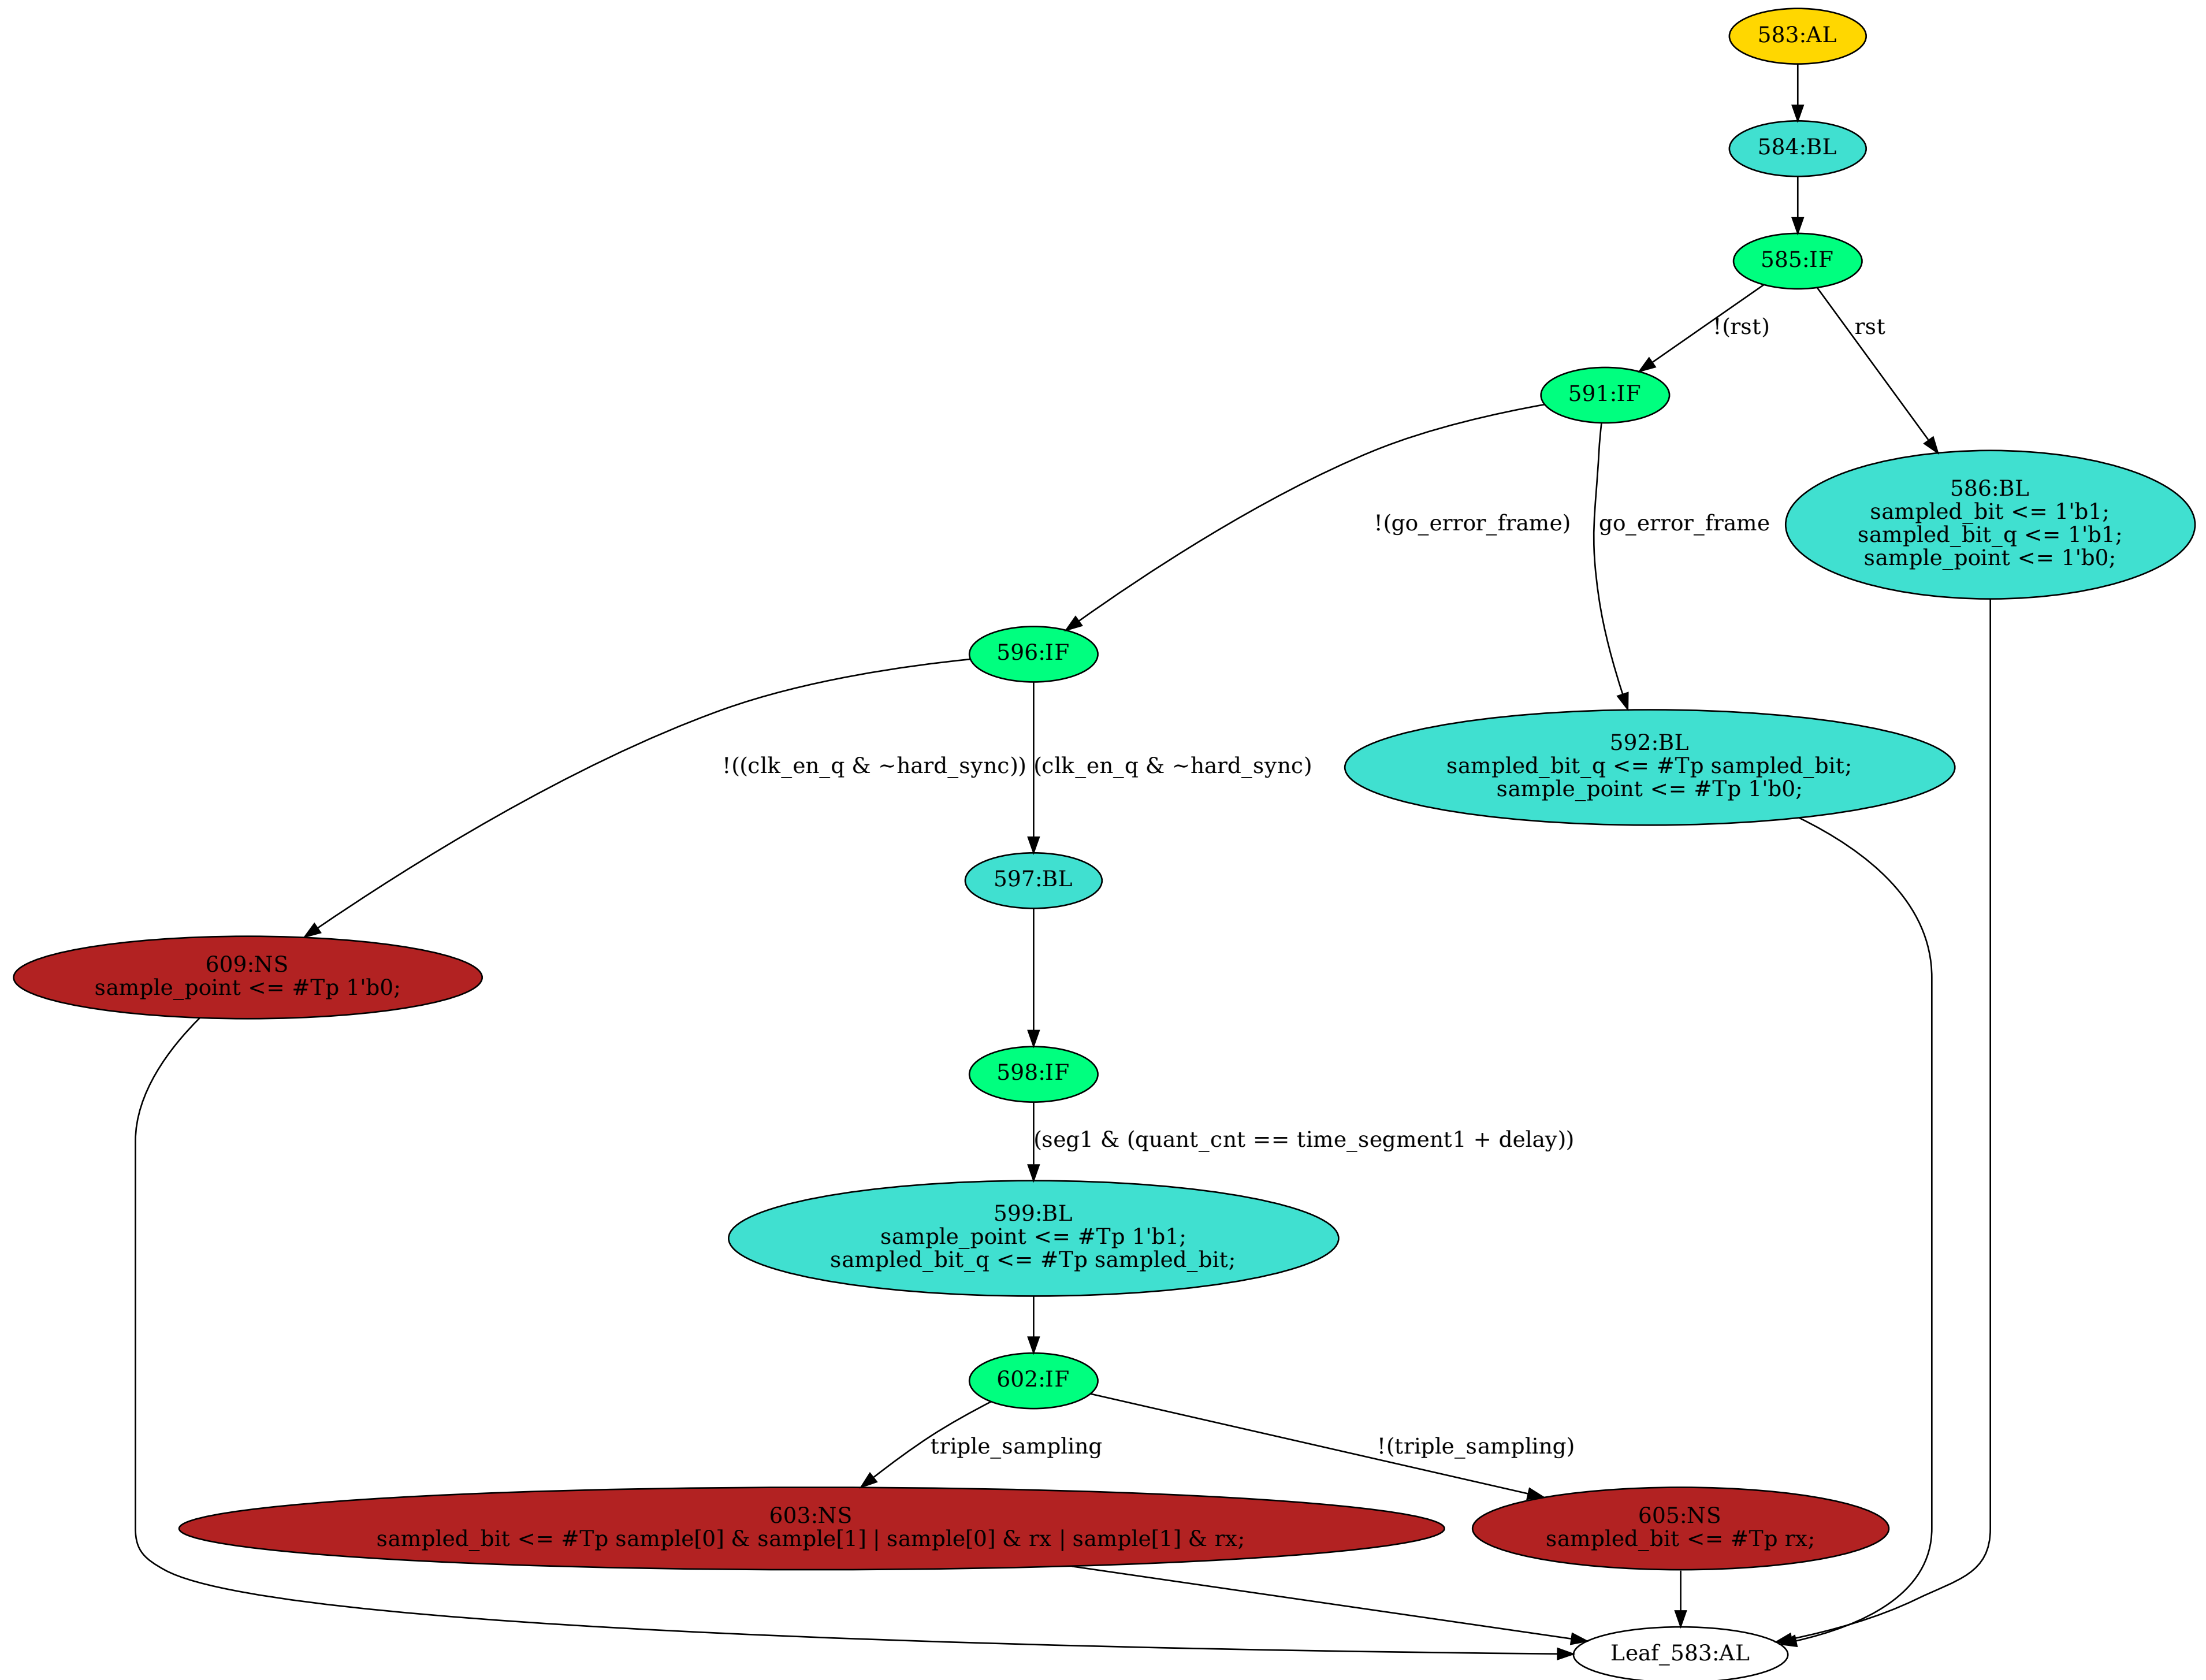 583:AL
584:BL
585:IF
!(rst)
rst
591:IF
586:BL
sampled_bit <= 1'b1;
sampled_bit_q <= 1'b1;
sample_point <= 1'b0;
!(go_error_frame)
go_error_frame
596:IF
592:BL
sampled_bit_q <= #Tp sampled_bit;
sample_point <= #Tp 1'b0;
!((clk_en_q & ~hard_sync))
(clk_en_q & ~hard_sync)
597:BL
609:NS
sample_point <= #Tp 1'b0;
598:IF
(seg1 & (quant_cnt == time_segment1 + delay))
599:BL
sample_point <= #Tp 1'b1;
sampled_bit_q <= #Tp sampled_bit;
602:IF
triple_sampling
!(triple_sampling)
603:NS
sampled_bit <= #Tp sample[0] & sample[1] | sample[0] & rx | sample[1] & rx;
605:NS
sampled_bit <= #Tp rx;
Leaf_583:AL